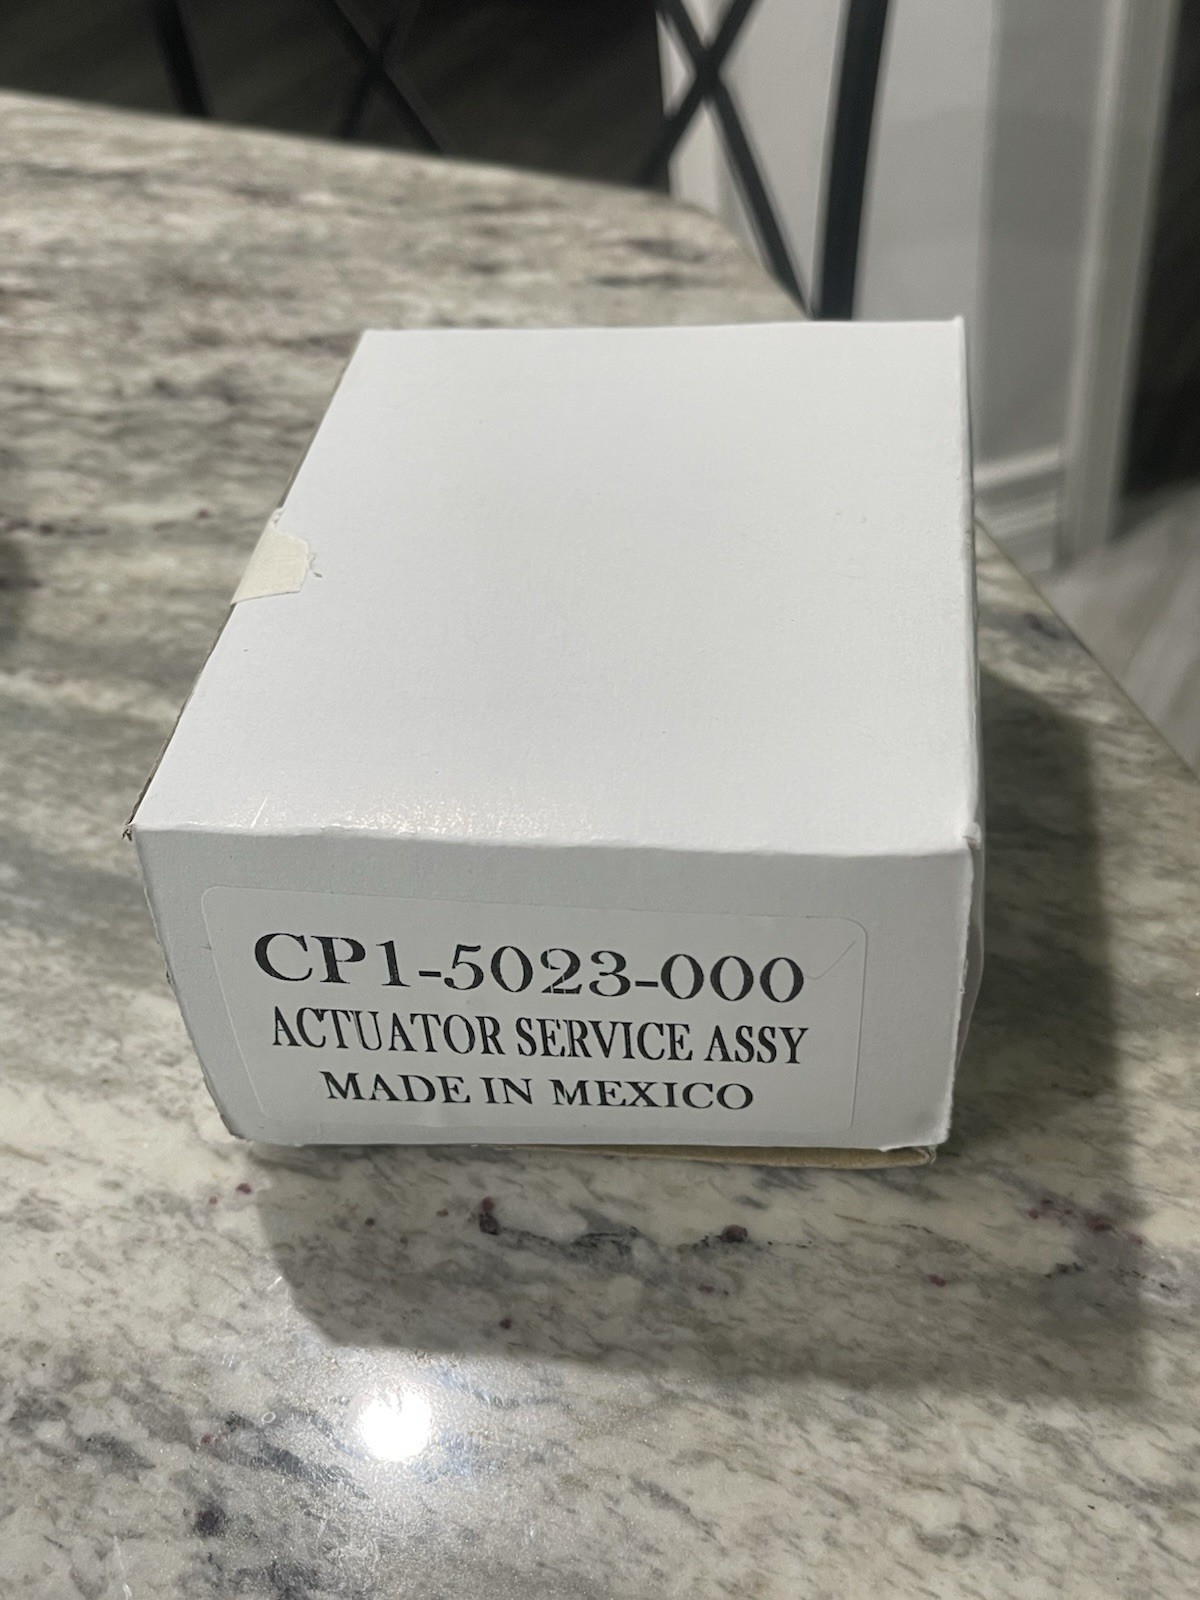 CP1-5023-000
ACTUATOR SERVICE ASSY
MADE IN MEXICO